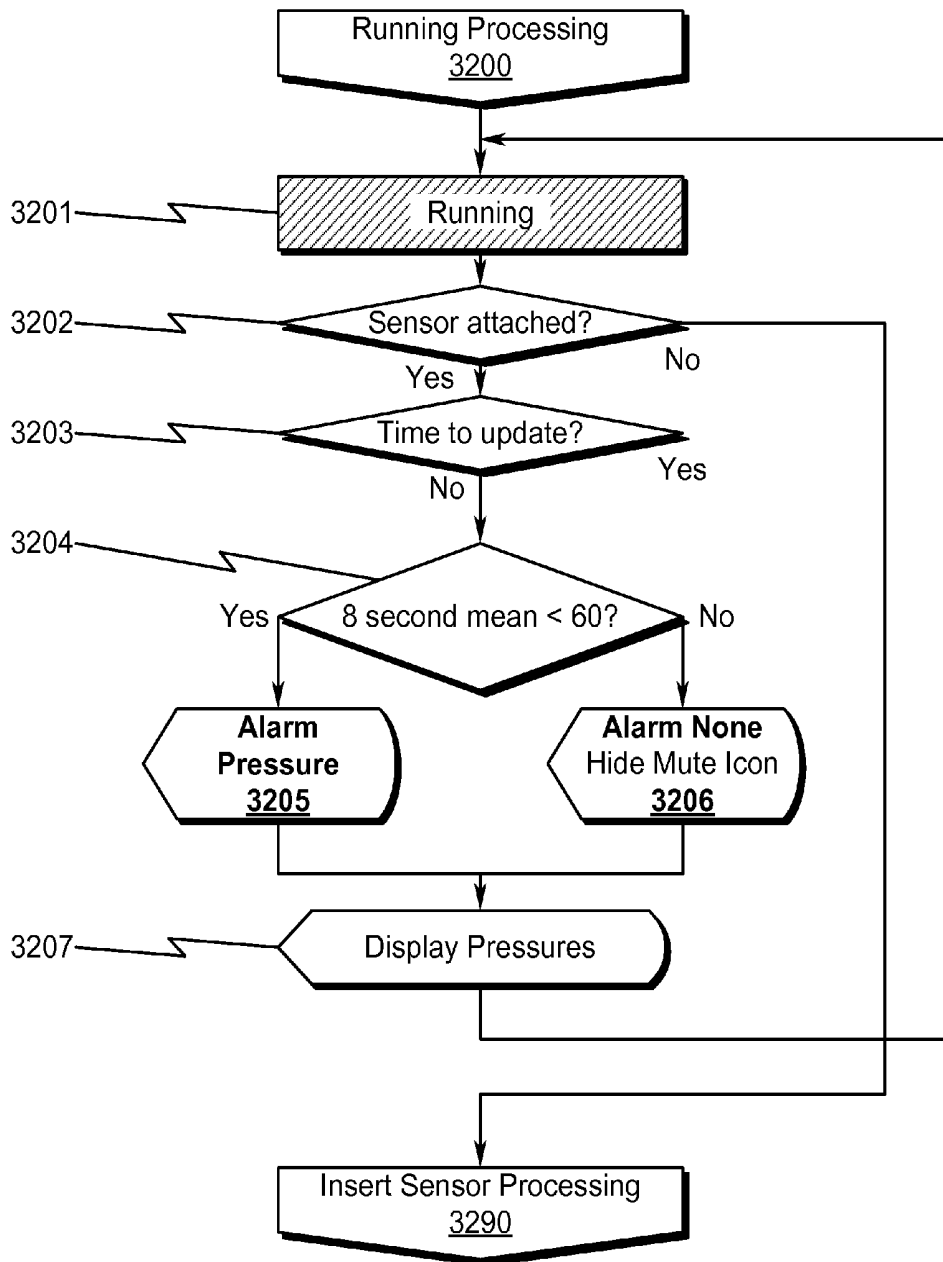 Running Processing
3200
3201
Running
3202
Sensor attached?
No
Yes
3203
Time to update?
Yes
No
3204
Yes
8 second mean < 60?
No
Alarm
Pressure
3205
Alarm None
Hide Mute Icon
3206
3207
Display Pressures
Insert Sensor Processing
3290